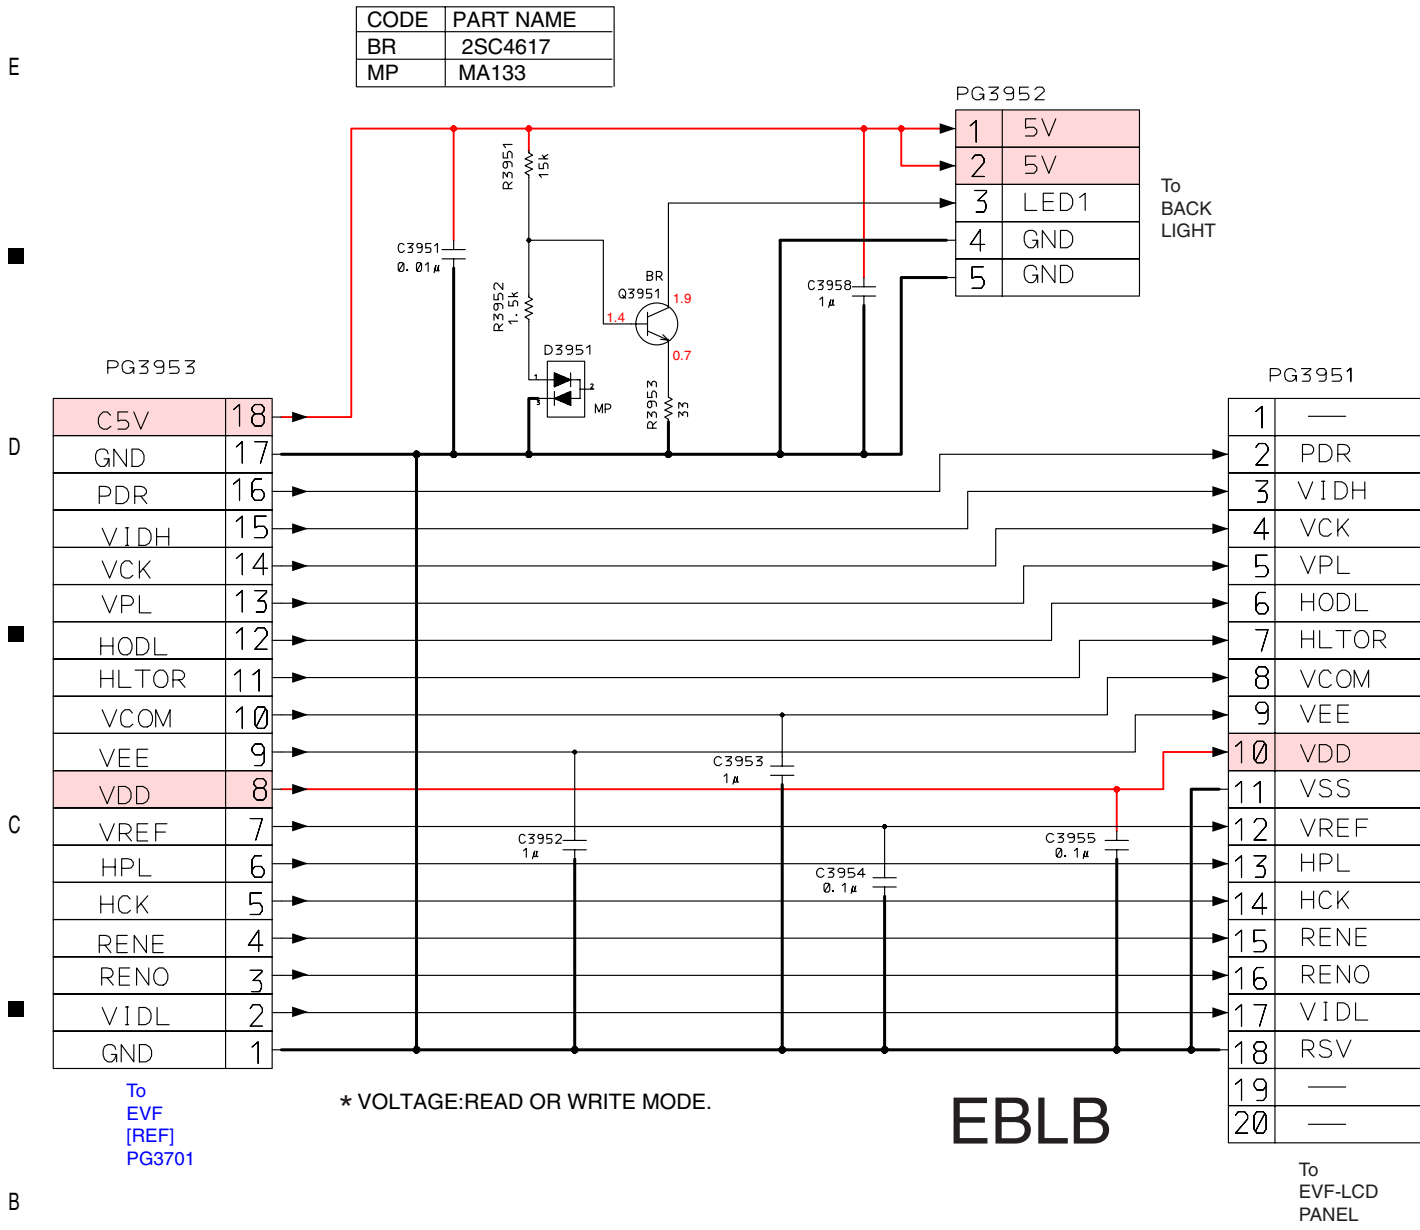 CODE PART NAME
BR 2SC4617
MP MA133
E
PG3952
1 5V
2 5V
3 LED1
4 GND
5 GND
To
BACK
LIGHT
R3951
15k
C3951
0.01μ
R3952
1.5k
BR
Q3951
1.9
1.4
0.7
C3958
1μ
D3951
1
2
3
MP
R3953
33
PG3953
C5V 18
GND 17
PDR 16
VIDH 15
VCK 14
VPL 13
HODL 12
HLTOR 11
VCOM 10
VEE 9
VDD 8
VREF 7
HPL 6
HCK 5
RENE 4
RENO 3
VIDL 2
GND 1
To
EVF
[REF]
PG3701
D
C
B
C3953
1μ
C3952
1μ
C3954
0.1μ
C3955
0.1μ
PG3951
1 —
2 PDR
3 VIDH
4 VCK
5 VPL
6 HODL
7 HLTOR
8 VCOM
9 VEE
10 VDD
11 VSS
12 VREF
13 HPL
14 HCK
15 RENE
16 RENO
17 VIDL
18 RSV
19 —
20 —
To
EVF-LCD
PANEL
* VOLTAGE:READ OR WRITE MODE.
EBLB